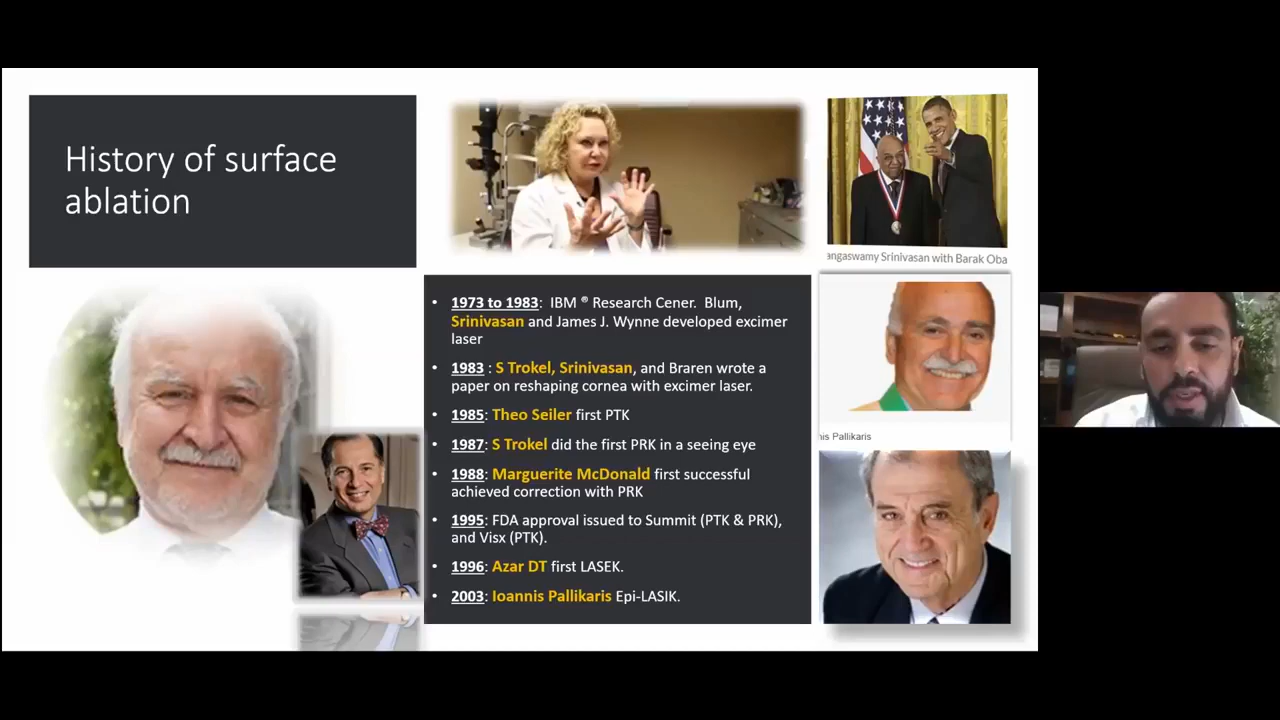 History of surface
ablation
angaswamy Srinivasan with Barak Oba
• 1973 to 1983: IBM ® Research Cener. Blum,
Srinivasan and James J. Wynne developed excimer
laser
• 1983 : S Trokel, Srinivasan, and Braren wrote a
paper on reshaping cornea with excimer laser.
• 1985: Theo Seiler first PTK
• 1987: S Trokel did the first PRK in a seeing eye
• 1988: Marguerite McDonald first successful
achieved correction with PRK
• 1995: FDA approval issued to Summit (PTK & PRK),
and Visx (PTK).
• 1996: Azar DT first LASEK.
• 2003: Ioannis Pallikaris Epi-LASIK.
nis Pallikaris